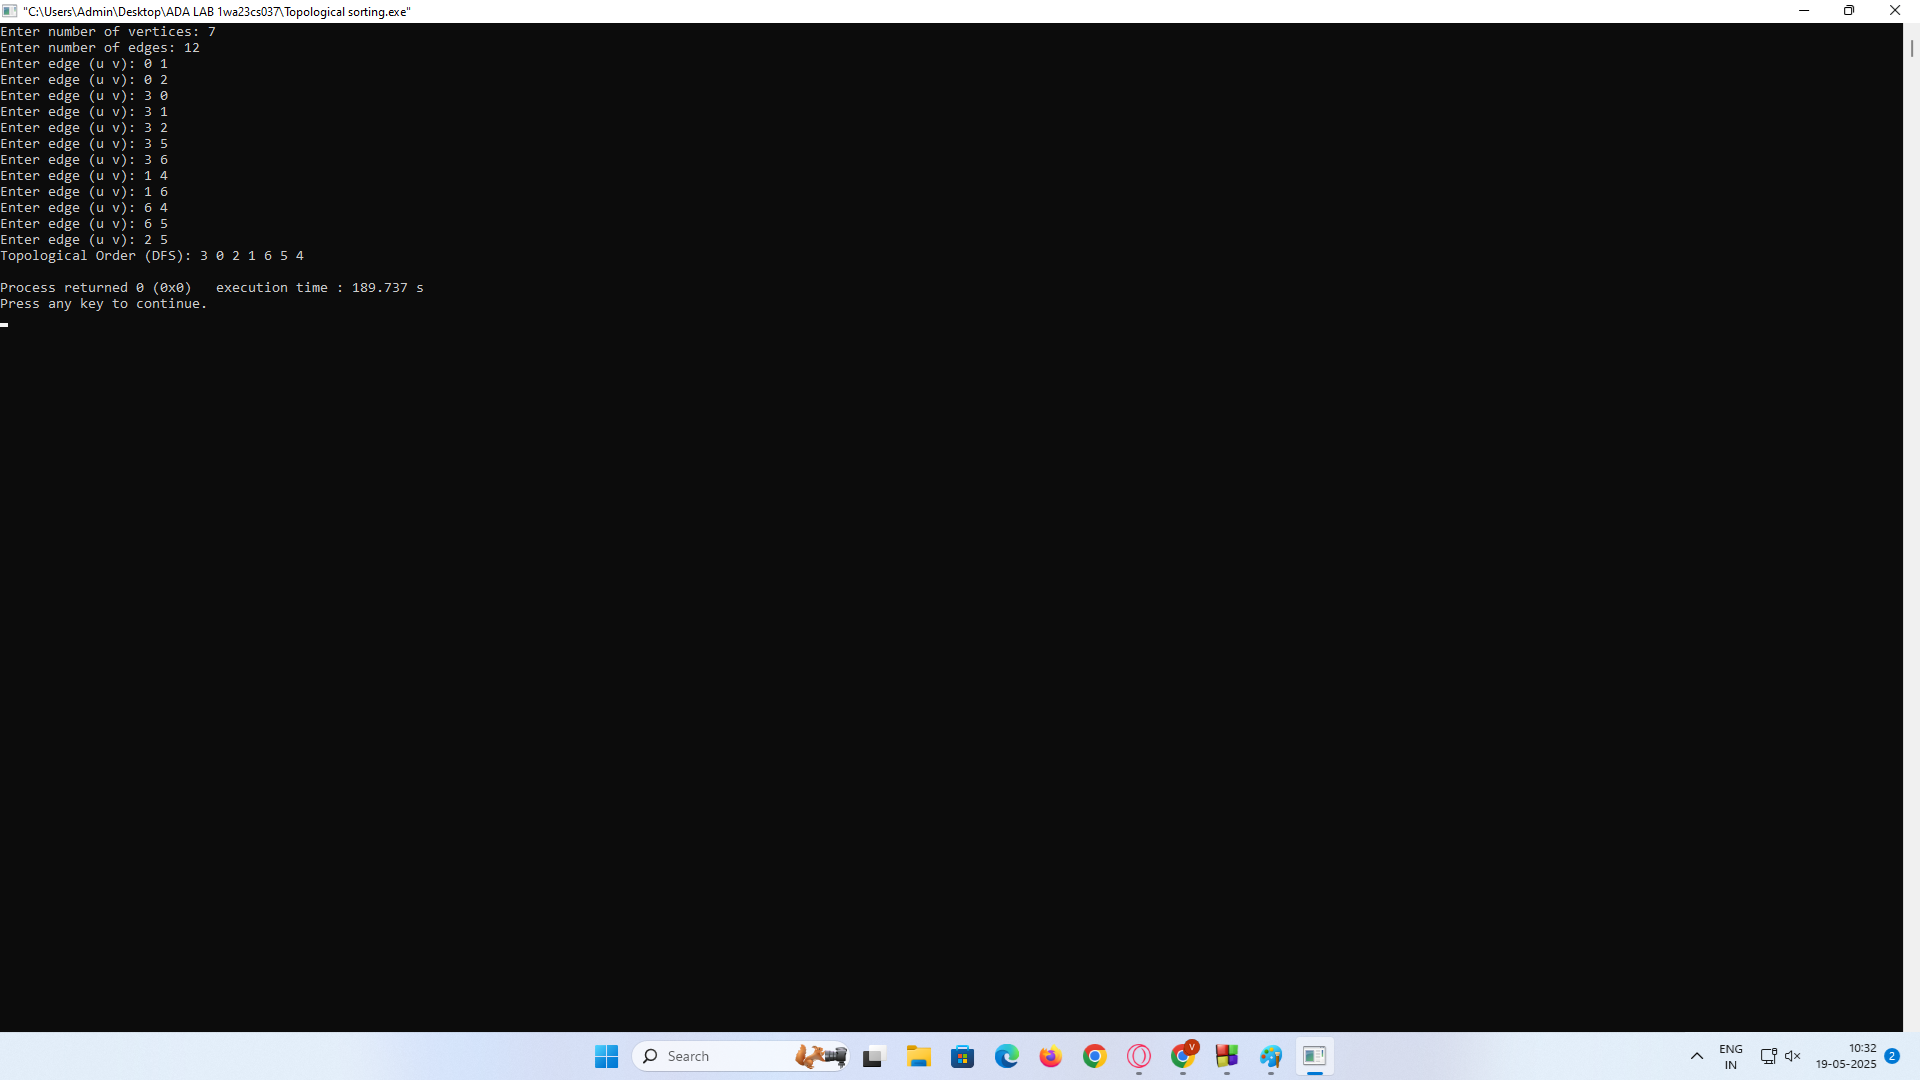 "C:\Users\Admin\Desktop\ADA LAB 1wa23cs037\Topological sorting.exe"
Enter number of vertices: 7
Enter number of edges: 12
Enter edge (u v): 0 1
Enter edge (u v): 0 2
Enter edge (u v): 3 0
Enter edge (u v): 3 1
Enter edge (u v): 3 2
Enter edge (u v): 3 5
Enter edge (u v): 3 6
Enter edge (u v): 1 4
Enter edge (u v): 1 6
Enter edge (u v): 6 4
Enter edge (u v): 6 5
Enter edge (u v): 2 5
Topological Order (DFS): 3 0 2 1 6 5 4
Process returned 0 (0x0)   execution time : 189.737 s
Press any key to continue.
Search
V
ENG
IN
10:32
19-05-2025
2